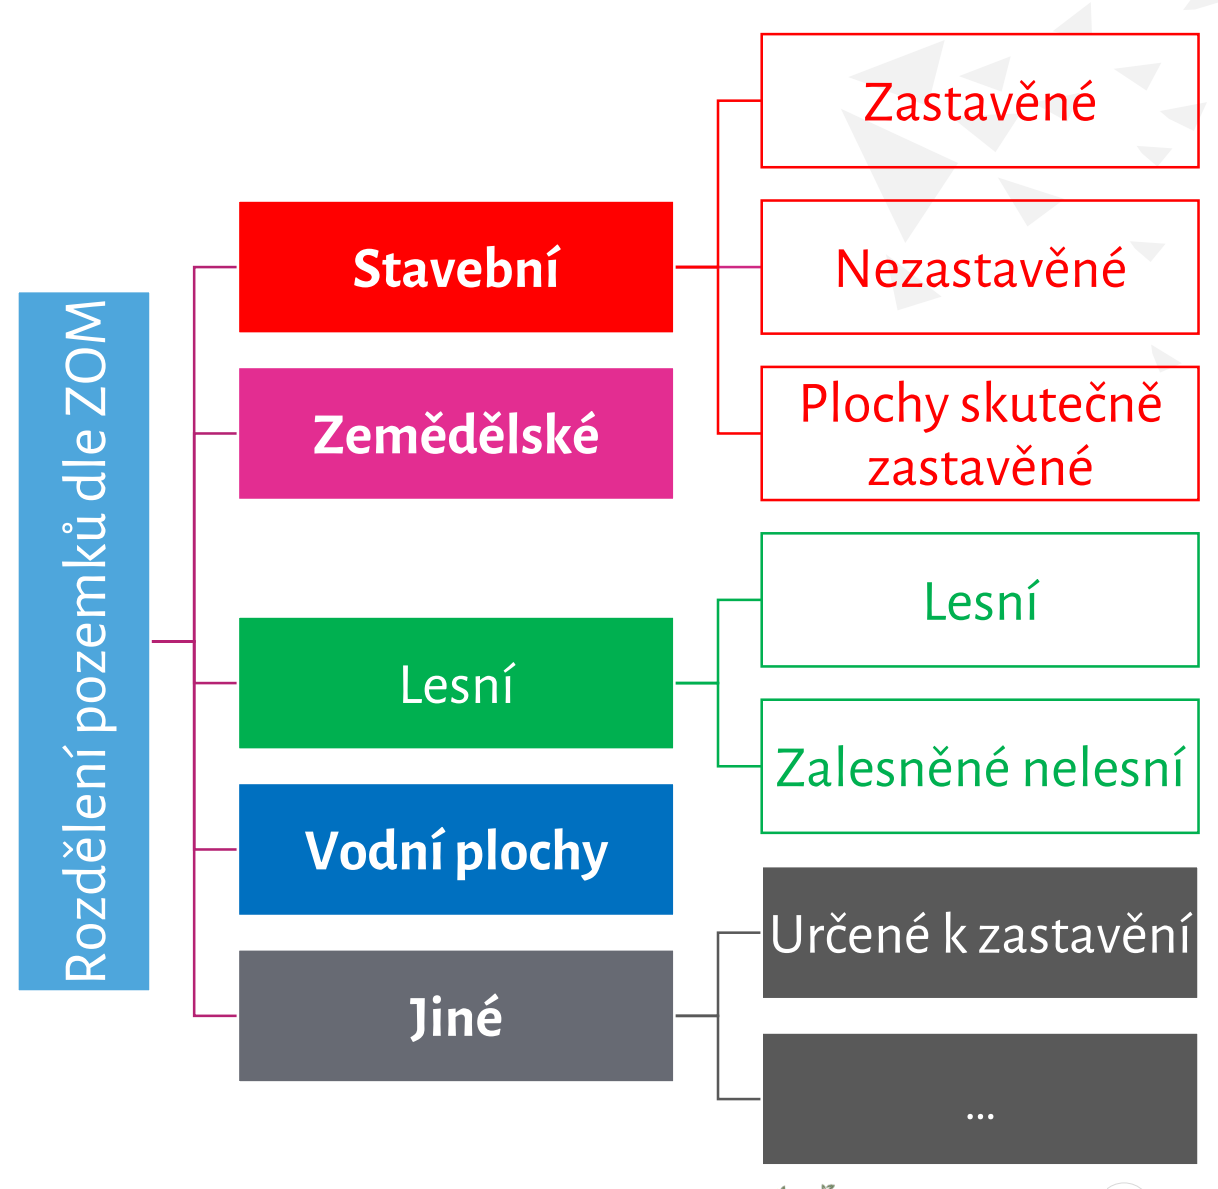 Rozdělení pozemků dle ZOM
Stavební
Zastavěné
Nezastavěné
Plochy skutečně
zastavěné
Zemědělské
Lesní
Lesní
Zalesněné nelesní
Vodní plochy
Jiné
Určené k zastavění
...